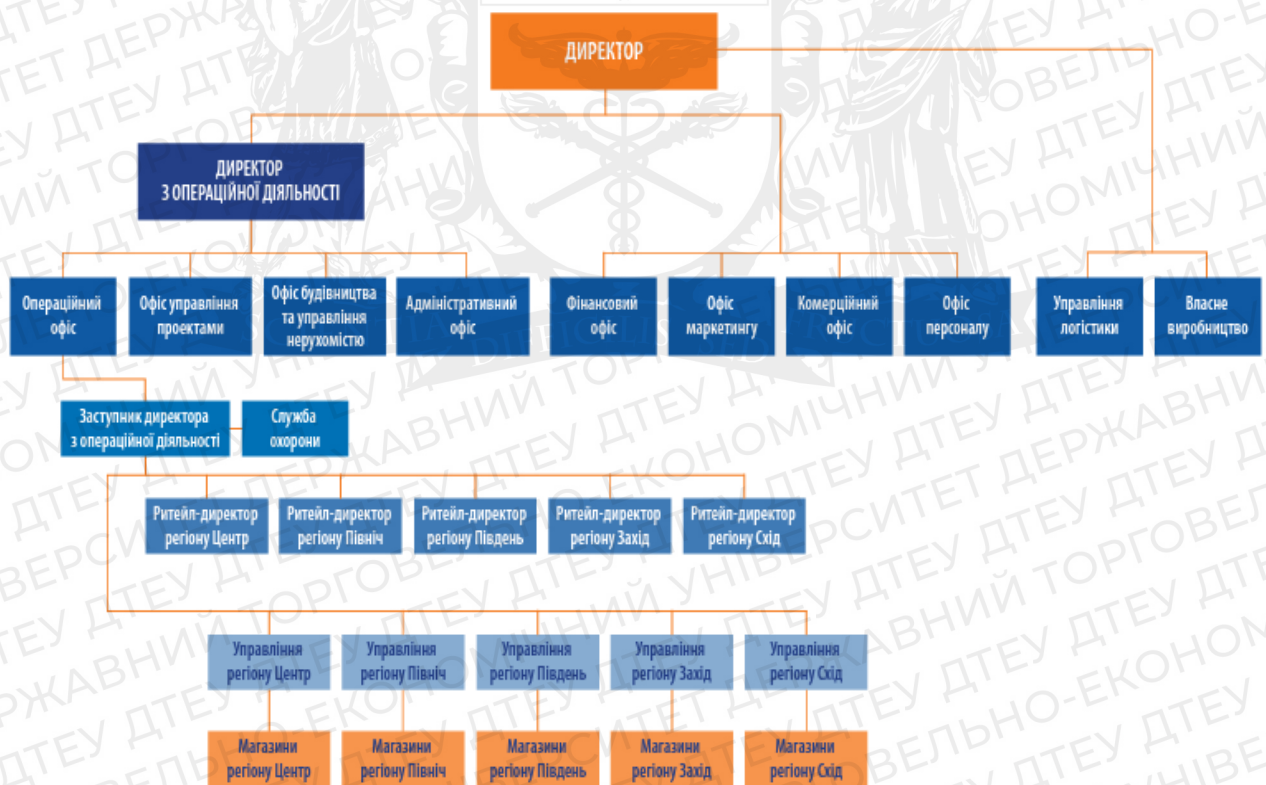 ДИРЕКТОР
ДИРЕКТОР
З ОПЕРАЦІЙНОЇ ДІЯЛЬНОСТІ
Операційний
офіс
Офіс управління
проектами
Офіс будівництва
та управління
нерухомістю
Адміністративний
офіс
Фінансовий
офіс
Офіс
маркетингу
Комерційний
офіс
Офіс
персоналу
Управління
логістики
Власне
виробництво
Заступник директора
з операційної діяльності
Служба
охорони
Ритейл-директор
регіону Центр
Ритейл-директор
регіону Північ
Ритейл-директор
регіону Південь
Ритейл-директор
регіону Захід
Ритейл-директор
регіону Схід
Управління
регіону Центр
Управління
регіону Північ
Управління
регіону Південь
Управління
регіону Захід
Управління
регіону Схід
Магазини
регіону Центр
Магазини
регіону Північ
Магазини
регіону Південь
Магазини
регіону Захід
Магазини
регіону Схід